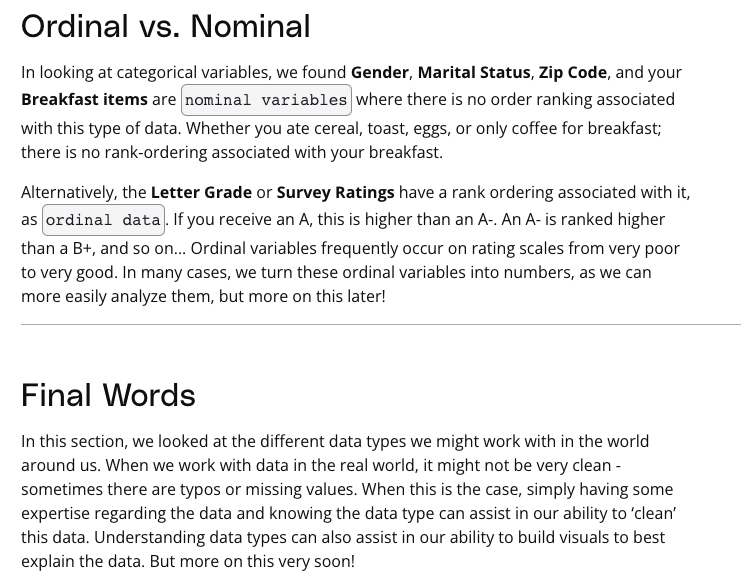 Ordinal vs. Nominal
In looking at categorical variables, we found Gender, Marital Status, Zip Code, and your
Breakfast items are nominal variables where there is no order ranking associated
with this type of data. Whether you ate cereal, toast, eggs, or only coffee for breakfast;
there is no rank-ordering associated with your breakfast.
Alternatively, the Letter Grade or Survey Ratings have a rank ordering associated with it,
as ordinal data. If you receive an A, this is higher than an A-. An A- is ranked higher
than a B+, and so on... Ordinal variables frequently occur on rating scales from very poor
to very good. In many cases, we turn these ordinal variables into numbers, as we can
more easily analyze them, but more on this later!
Final Words
In this section, we looked at the different data types we might work with in the world
around us. When we work with data in the real world, it might not be very clean -
sometimes there are typos or missing values. When this is the case, simply having some
expertise regarding the data and knowing the data type can assist in our ability to ‘clean’
this data. Understanding data types can also assist in our ability to build visuals to best
explain the data. But more on this very soon!